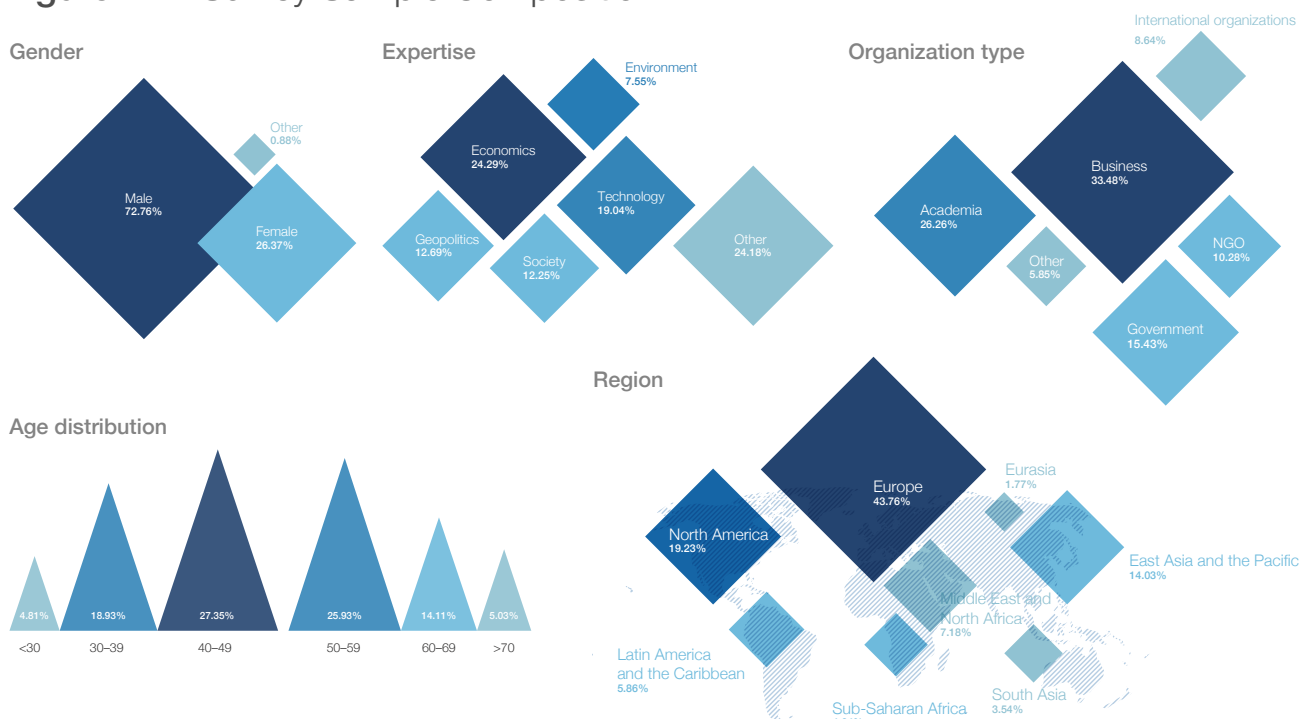 Gender
Male
72.76%
Other
0.88%
Female
26.37%
Expertise
Environment
7.55%
Economics
24.29%
Technology
19.04%
Geopolitics
12.69%
Society
12.25%
Other
24.18%
Organization type
International organizations
8.64%
Business
33.48%
Academia
26.26%
Other
5.85%
NGO
10.28%
Government
15.43%
Age distribution
4.81%
18.93%
27.35%
25.93%
14.11%
5.03%
<30
30–39
40–49
50–59
60–69
>70
Region
Europe
43.76%
Eurasia
1.77%
North America
19.23%
East Asia and the Pacific
14.03%
Middle East and
North Africa
7.18%
Latin America
and the Caribbean
5.86%
South Asia
3.54%
Sub-Saharan Africa